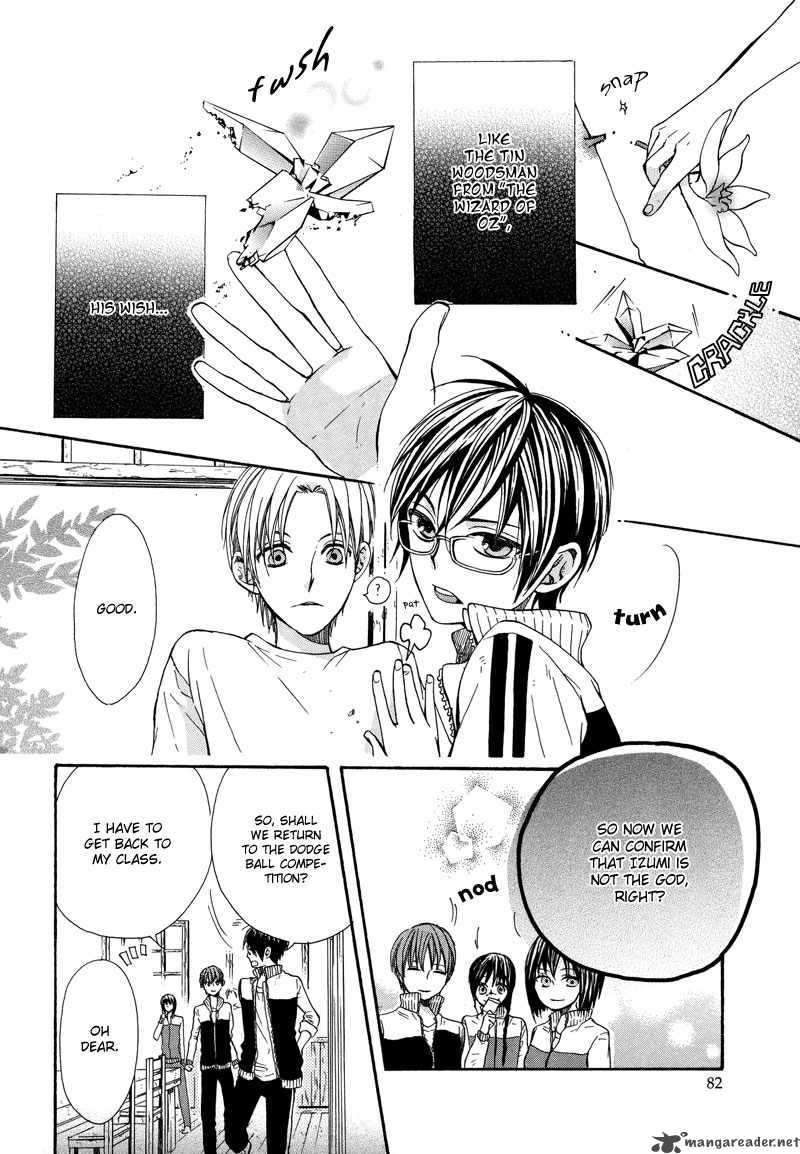 snap
LIKE
THE TIN
WOODSMAN
FROM "THE
WIZARD OF
OZ",
CRACKLE
fwsh
HIS WISH...
turn
?
pat
GOOD.
SO NOW WE
CAN CONFIRM
THAT IZUMI IS
NOT THE GOD,
RIGHT?
nod
SO, SHALL
WE RETURN
TO THE DODGE
BALL COMPE-
TITION?
I HAVE TO
GET BACK TO
MY CLASS.
OH
DEAR.
82
mangareader.net